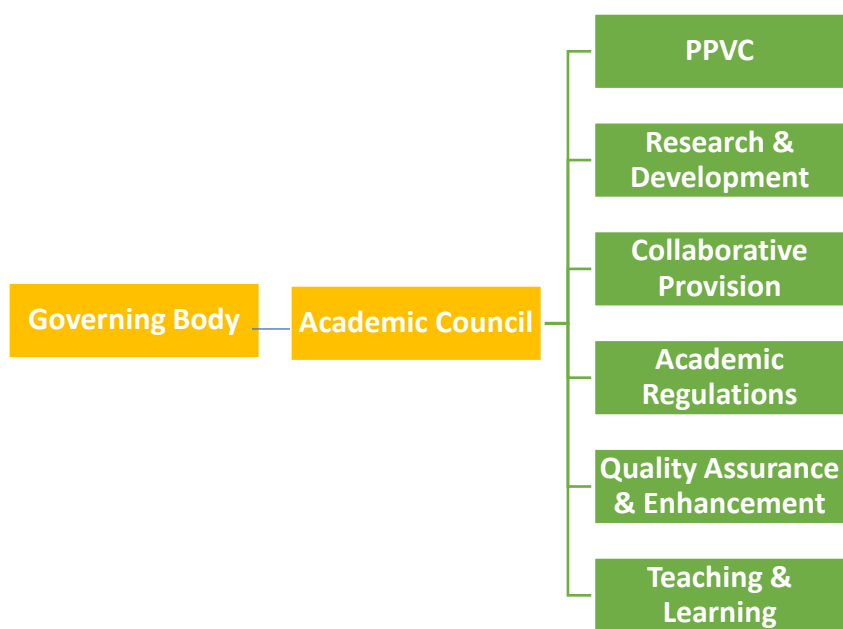 PPVC
Research &
Development
Collaborative
Provision
Governing Body
Academic Council
Academic
Regulations
Quality Assurance
& Enhancement
Teaching &
Learning